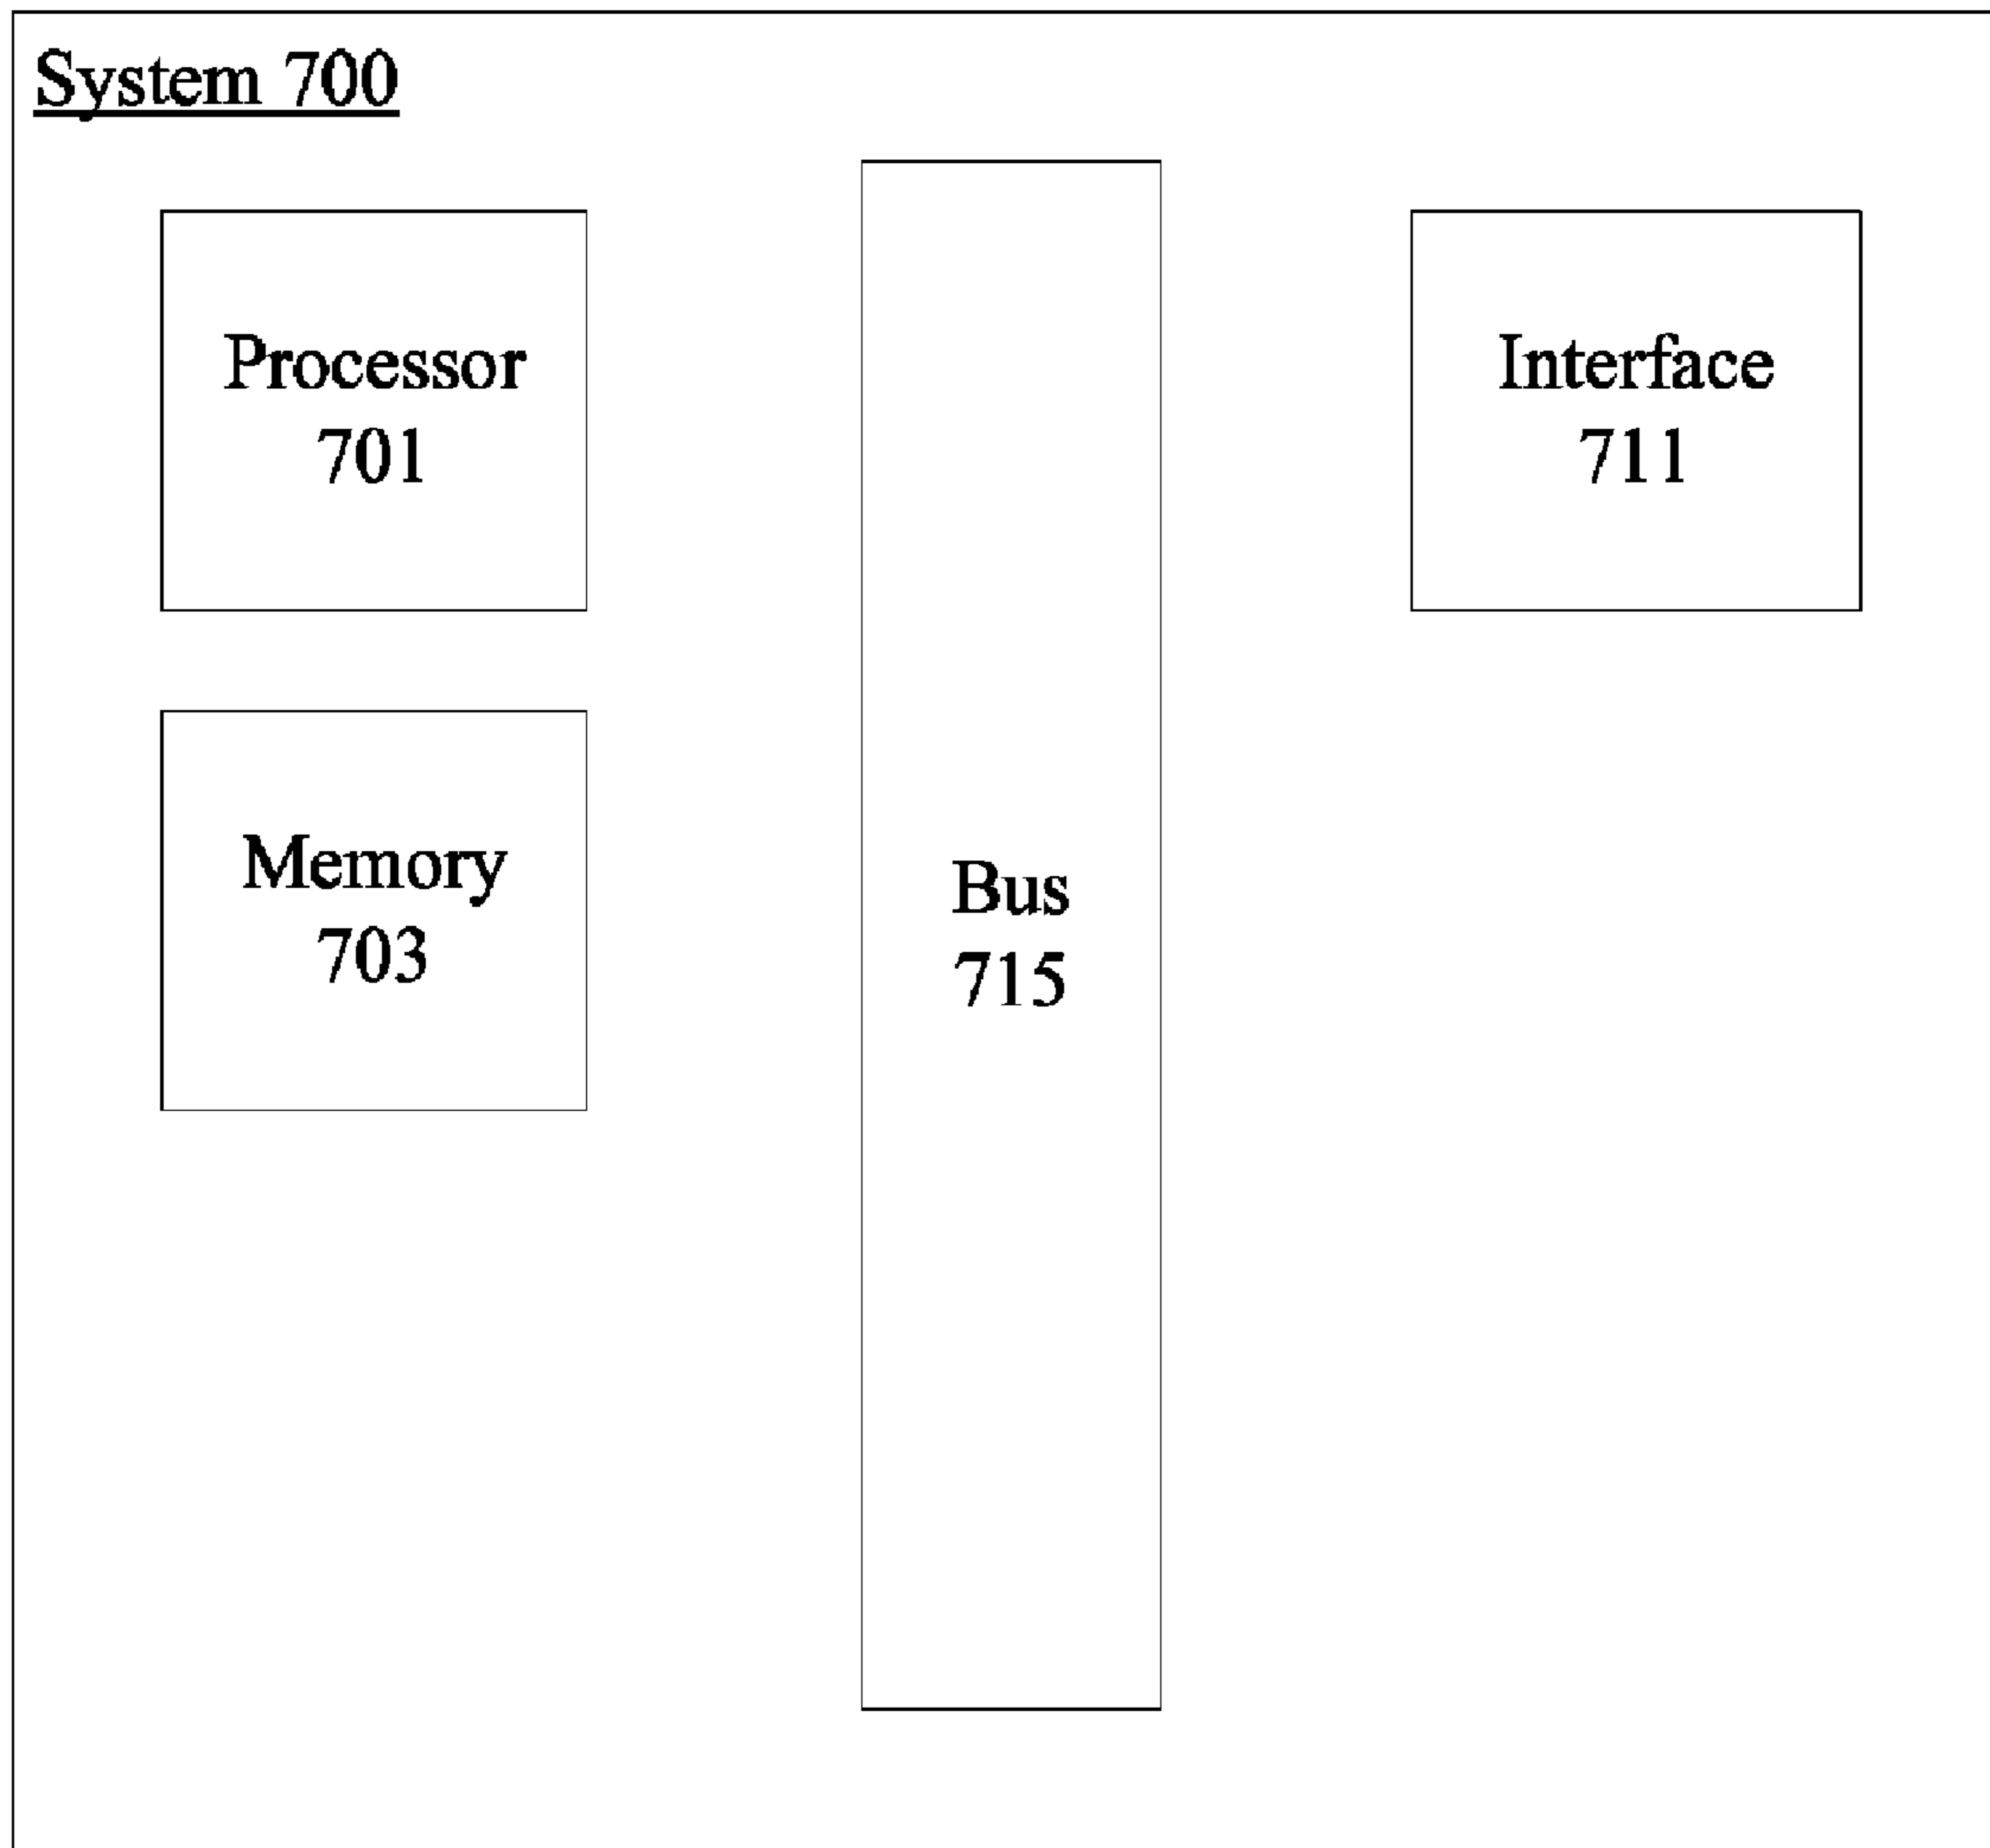 System 700
Processor
701
Interface
711
Memory
703
Bus
715